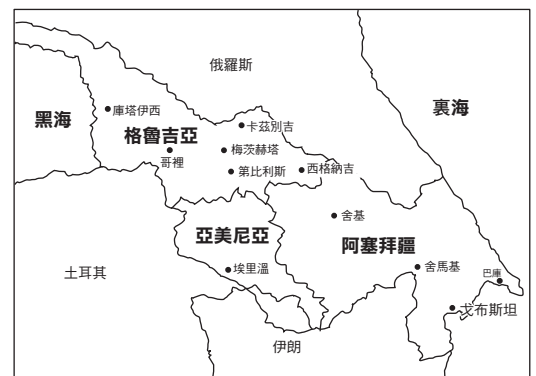 俄羅斯
裏海
黑海
庫塔伊西
格魯吉亞
哥裡
卡茲別吉
梅茨赫塔
第比利斯
西格納吉
舍基
亞美尼亞
阿塞拜疆
土耳其
埃里溫
舍馬基
巴庫
戈布斯坦
伊朗